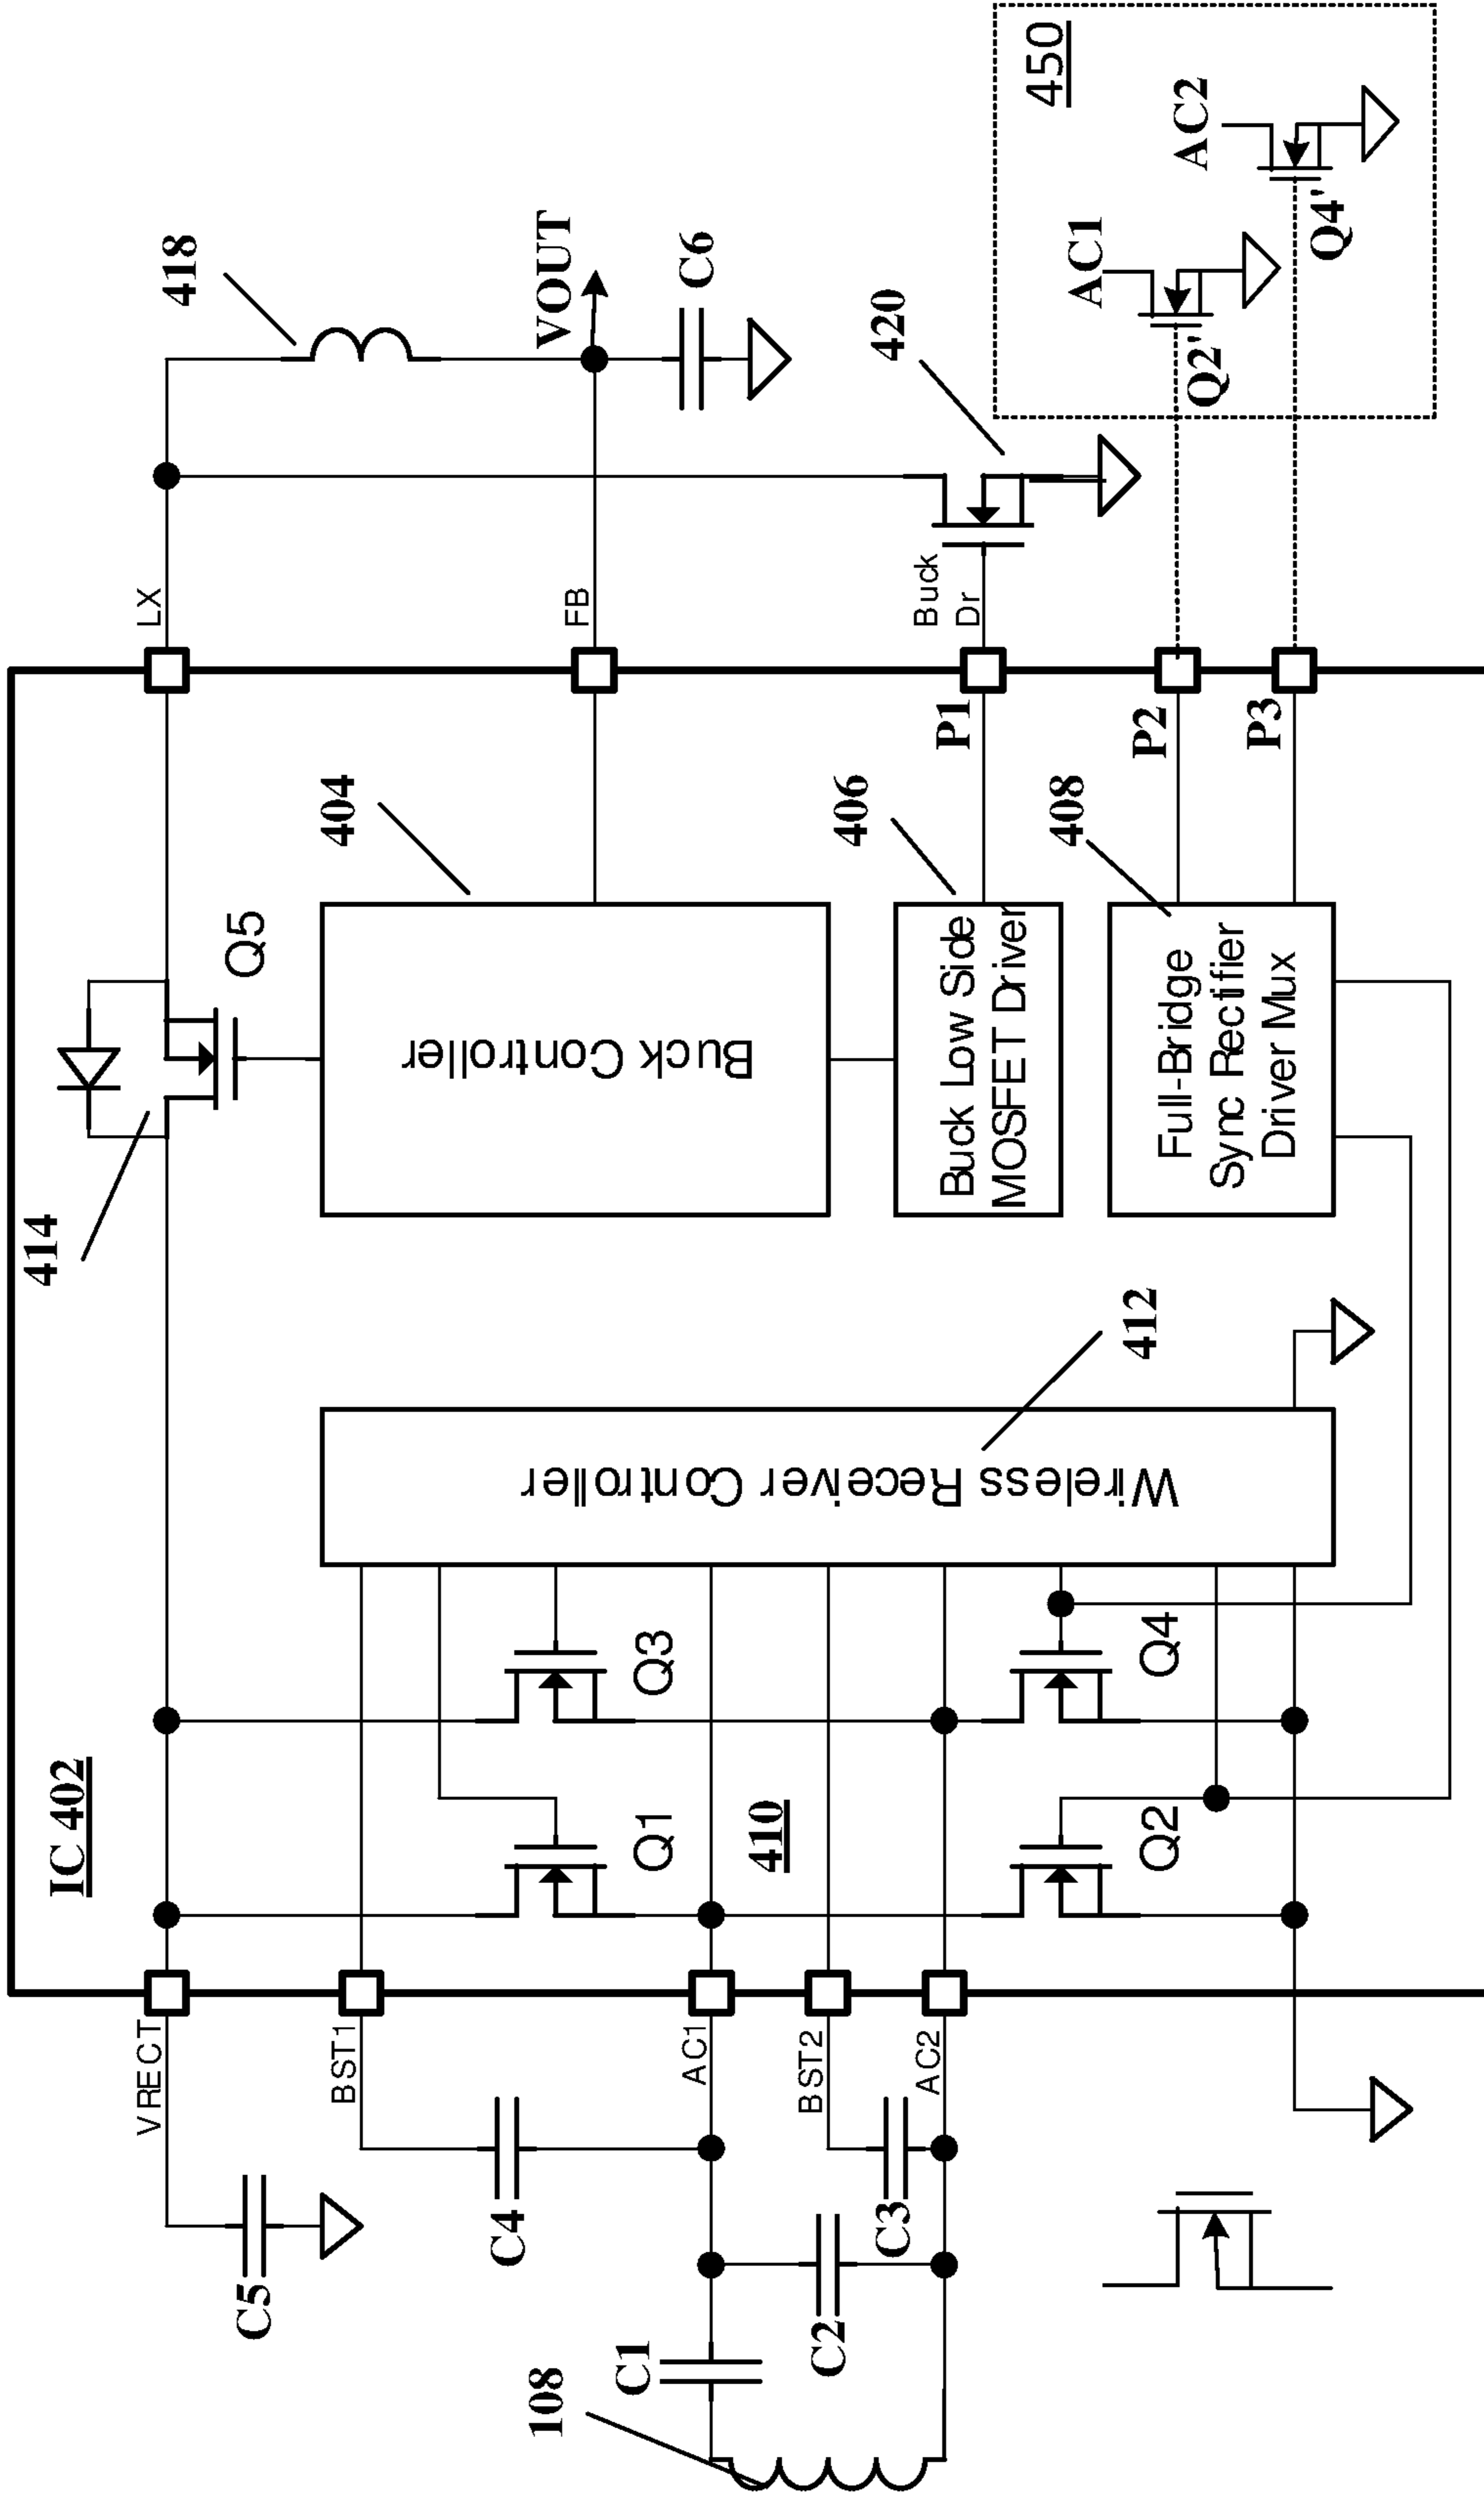 IC 402
VRECT
BST1
AC1
BST2
AC2
C5
C4
C3
C2
C1
108
Q1
Q3
410
Q2
Q4
Wireless Receiver Controller
412
414
Q5
Buck Controller
404
Buck Low Side
MOSFET Driver
406
Full-Bridge
Sync Rectifier
Driver Mux
408
P1
P2
P3
LX
FB
Buck
Dr
418
VOUT
C6
420
450
AC1
AC2
Q2'
Q4'